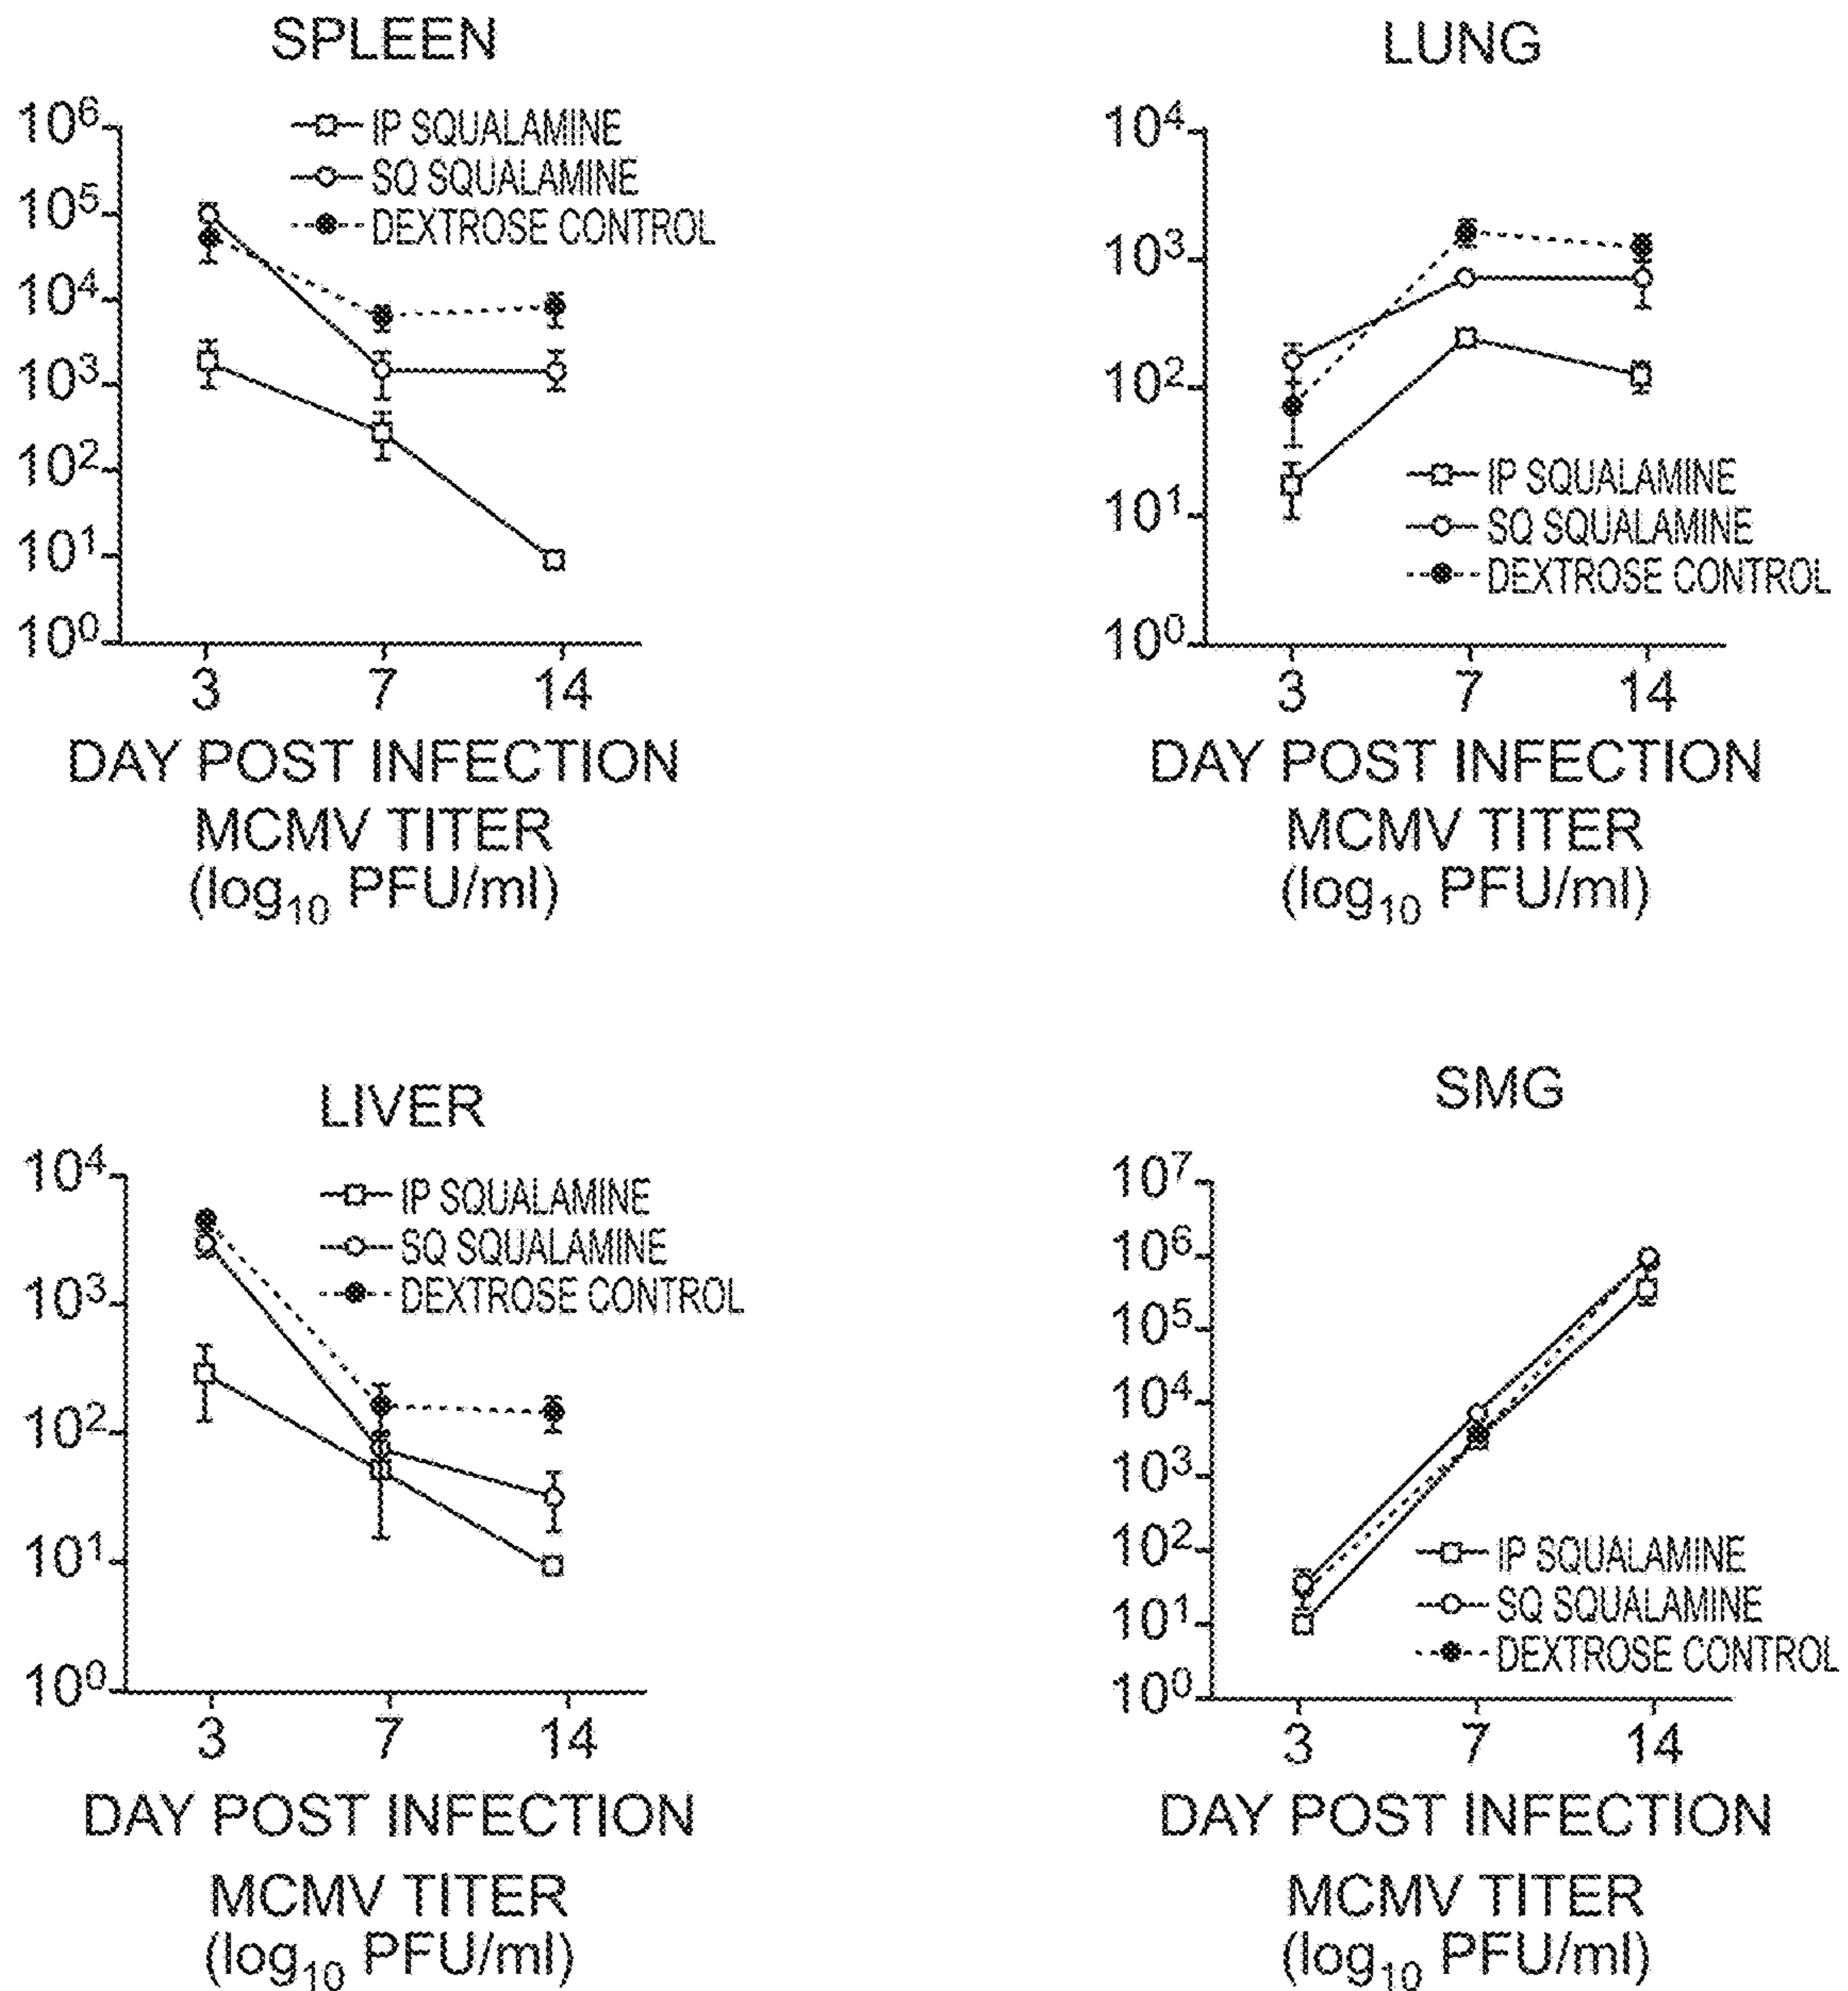 SPLEEN
10⁶
10⁵
10⁴
10³
10²
10¹
10⁰
IP SQUALAMINE
SQ SQUALAMINE
DEXTROSE CONTROL
3 7 14
DAY POST INFECTION
MCMV TITER
(log₁₀ PFU/ml)
LUNG
10⁴
10³
10²
10¹
10⁰
IP SQUALAMINE
SQ SQUALAMINE
DEXTROSE CONTROL
3 7 14
DAY POST INFECTION
MCMV TITER
(log₁₀ PFU/ml)
LIVER
10⁴
10³
10²
10¹
10⁰
IP SQUALAMINE
SQ SQUALAMINE
DEXTROSE CONTROL
3 7 14
DAY POST INFECTION
MCMV TITER
(log₁₀ PFU/ml)
SMG
10⁷
10⁶
10⁵
10⁴
10³
10²
10¹
10⁰
IP SQUALAMINE
SQ SQUALAMINE
DEXTROSE CONTROL
3 7 14
DAY POST INFECTION
MCMV TITER
(log₁₀ PFU/ml)